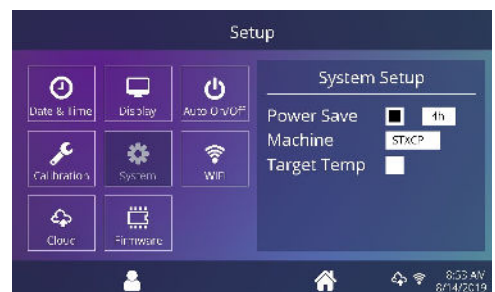 Setup
Date & Time
Display
Auto On/Off
Calibration
System
WiFi
Cloud
Firmware
System Setup
Power Save
4h
Machine
STXCP
Target Temp
8:53 AM
8/14/2019